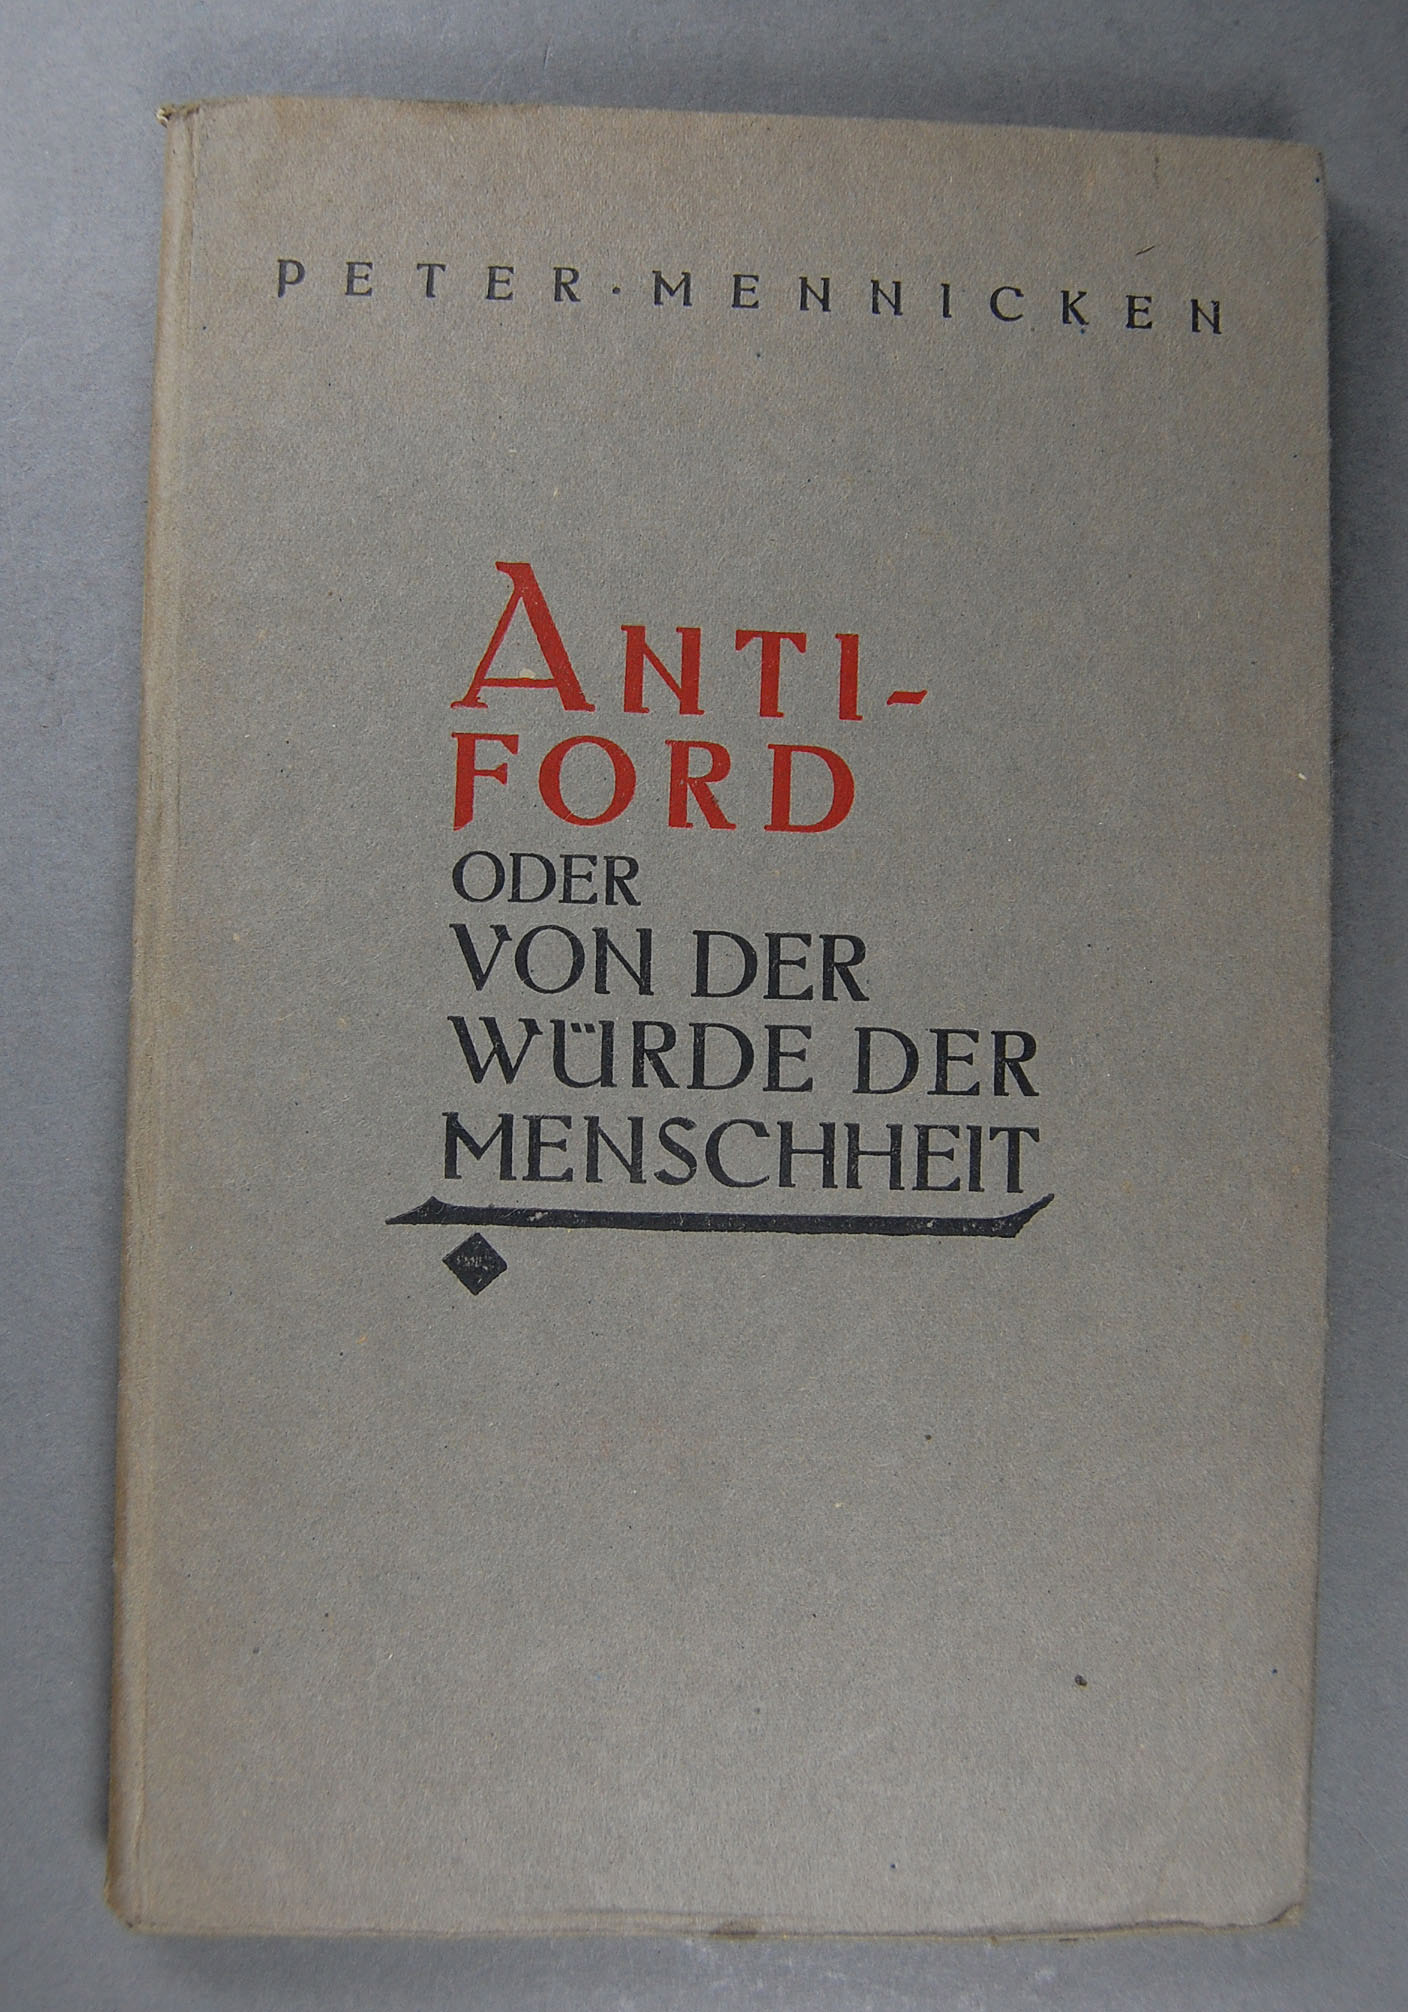 PETER · MENNICKEN
ANTI-
FORD
ODER
VON DER
WÜRDE DER
MENSCHHEIT